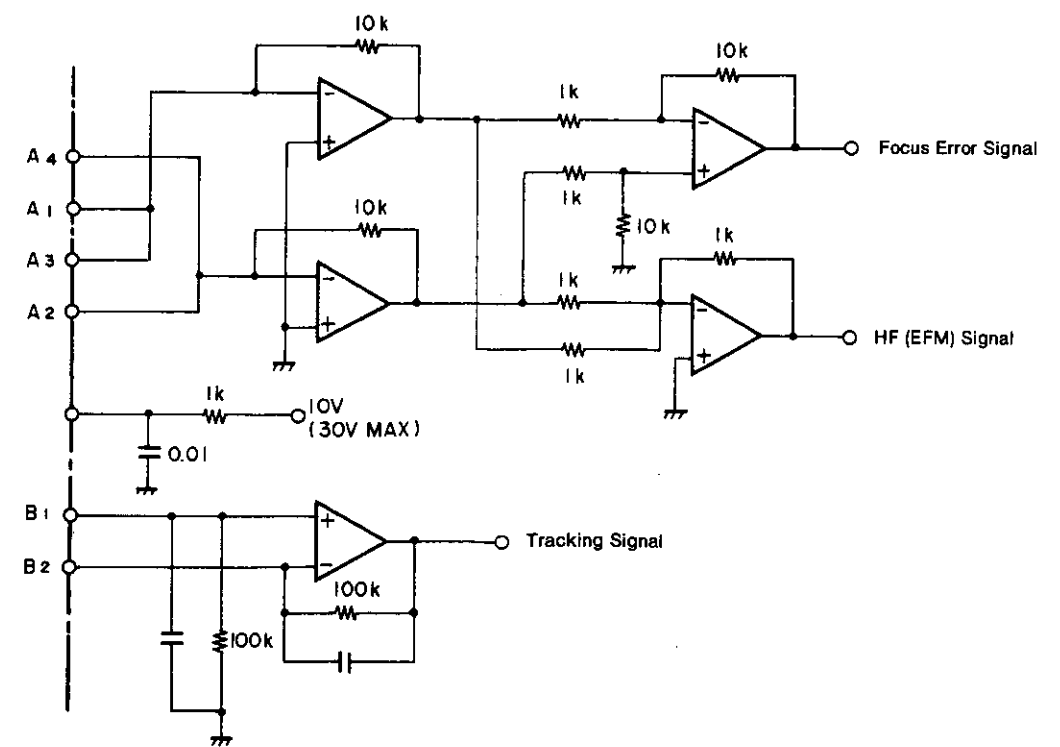 10k
10k
1k
A4
Focus Error Signal
1k
A1
10k
10k
1k
A3
1k
A2
HF (EFM) Signal
1k
1k
10V
(30V MAX)
0.01
B1
Tracking Signal
B2
100k
100k